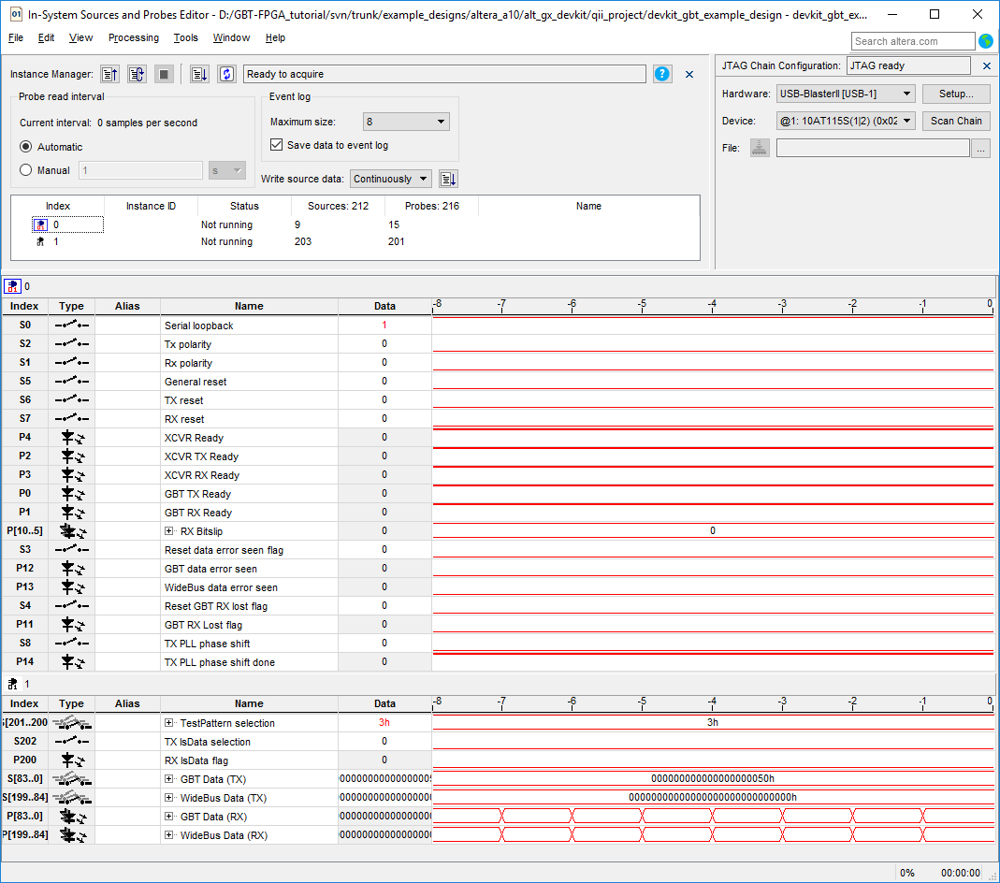 In-System Sources and Probes Editor - D:/GBT-FPGA_tutorial/svn/trunk/example_designs/altera_a10/alt_gx_devkit/qii_project/devkit_gbt_example_design - devkit_gbt_ex...
File Edit View Processing Tools Window Help
Search altera.com
Instance Manager: Ready to acquire
JTAG Chain Configuration: JTAG ready
Probe read interval
Current interval: 0 samples per second
Automatic
Manual 1 s
Event log
Maximum size: 8
Save data to event log
Write source data: Continuously
Hardware: USB-BlasterII [USB-1] Setup...
Device: @1: 10AT115S(1|2) (0x02 Scan Chain
File: ...
Index Instance ID Status Sources: 212 Probes: 216 Name
0 Not running 9 15
1 Not running 203 201
0
Index Type Alias Name Data -8 -7 -6 -5 -4 -3 -2 -1 0
S0 Serial loopback 1
S2 Tx polarity 0
S1 Rx polarity 0
S5 General reset 0
S6 TX reset 0
S7 RX reset 0
P4 XCVR Ready 0
P2 XCVR TX Ready 0
P3 XCVR RX Ready 0
P0 GBT TX Ready 0
P1 GBT RX Ready 0
P[10..5] RX Bitslip 0 0
S3 Reset data error seen flag 0
P12 GBT data error seen 0
P13 WideBus data error seen 0
S4 Reset GBT RX lost flag 0
P11 GBT RX Lost flag 0
S8 TX PLL phase shift 0
P14 TX PLL phase shift done 0
1
Index Type Alias Name Data -8 -7 -6 -5 -4 -3 -2 -1 0
S[201..200 TestPattern selection 3h 3h
S202 TX IsData selection 0
P200 RX IsData flag 0
S[83..0] GBT Data (TX) 000000000000000050h
S[199..84] WideBus Data (TX)
P[83..0] GBT Data (RX)
P[199..84] WideBus Data (RX)
0% 00:00:00